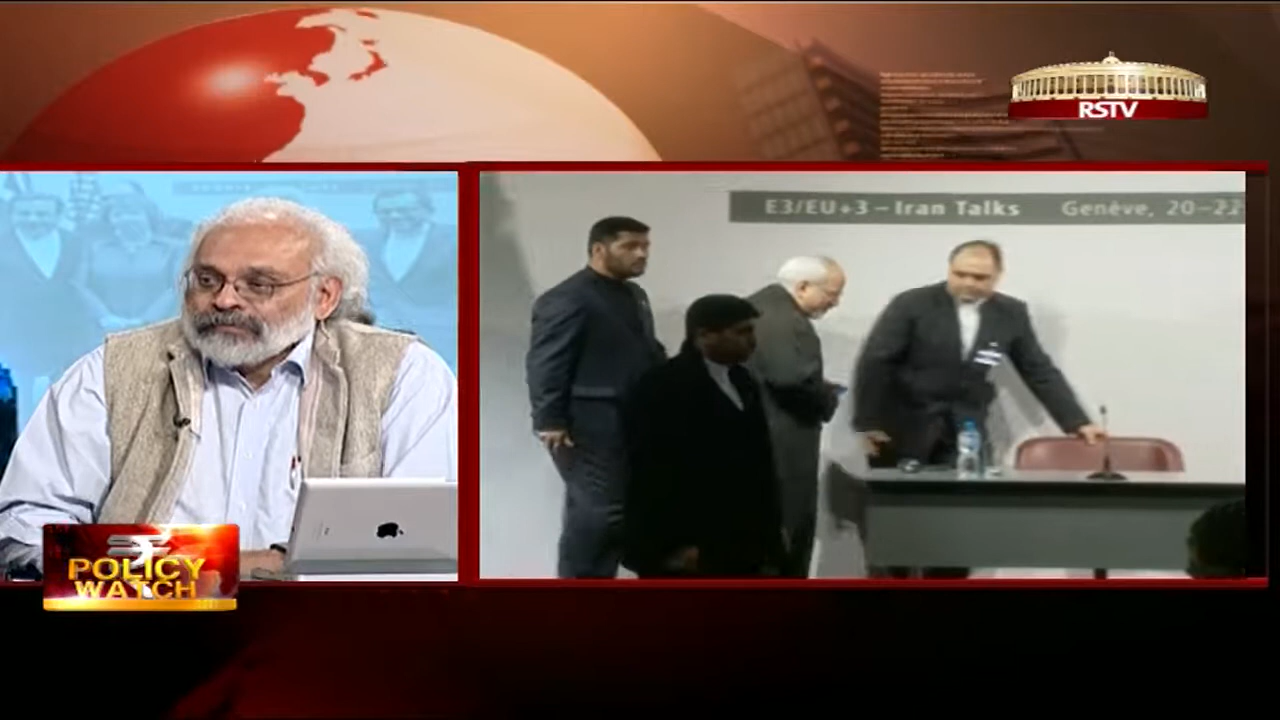 RSTV
E3/EU+3 – Iran Talks Genève, 20–22
POLICY
WATCH